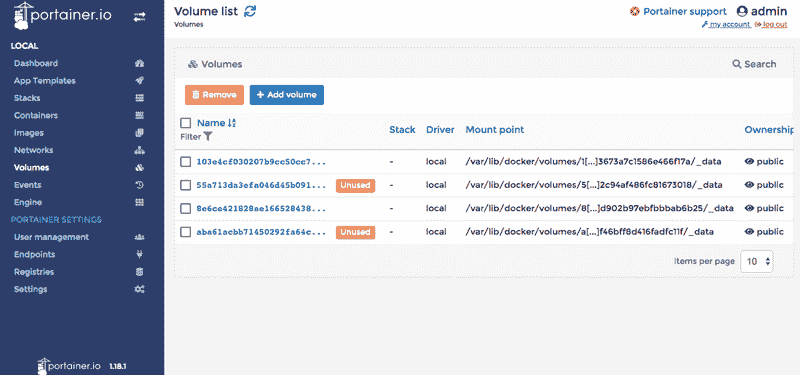 portainer.io
LOCAL
Dashboard
App Templates
Stacks
Containers
Images
Networks
Volumes
Events
Engine
PORTAINER SETTINGS
User management
Endpoints
Registries
Settings
portainer.io 1.18.1
Volume list
Volumes
Portainer support admin
my account log out
Volumes Search
Remove + Add volume
Name Stack Driver Mount point Ownership
Filter
103e4cf030207b9cc50cc7... - local /var/lib/docker/volumes/1[...]3673a7c1586e466f17a/_data public
55a713da3efa046d45b091... Unused - local /var/lib/docker/volumes/5[...]2c94af486fc81673018/_data public
8e6ce421828ae166528438... - local /var/lib/docker/volumes/8[...]d902b97ebfbbbab6b25/_data public
aba61acbb71450292fa64c... Unused - local /var/lib/docker/volumes/a[...]f46bff8d416fadfc11f/_data public
Items per page 10